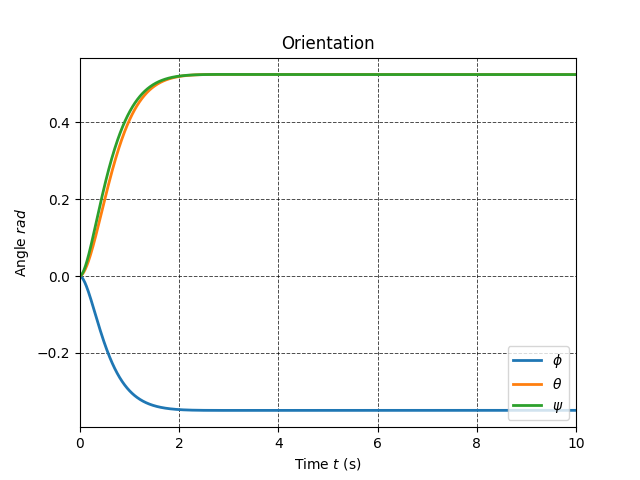 Orientation
Angle rad
0.4
0.2
0.0
−0.2
0 2 4 6 8 10
Time t (s)
ϕ
θ
ψ